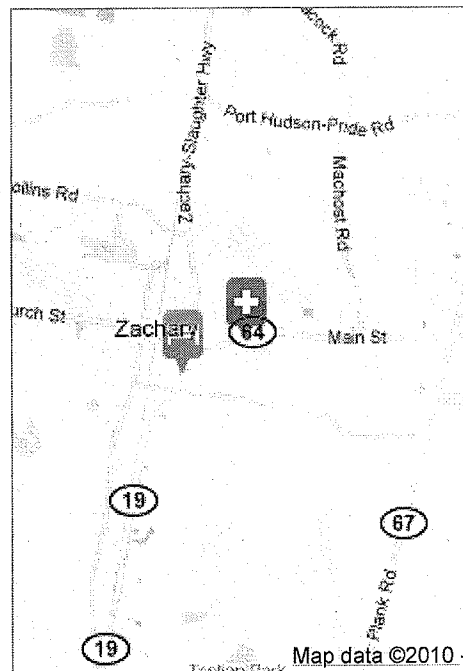 Port Hudson-Pride Rd
Zachary-Slaughter Hwy
Machost Rd
Zachary
64
Main St
19
67
Plank Rd
19
Map data ©2010